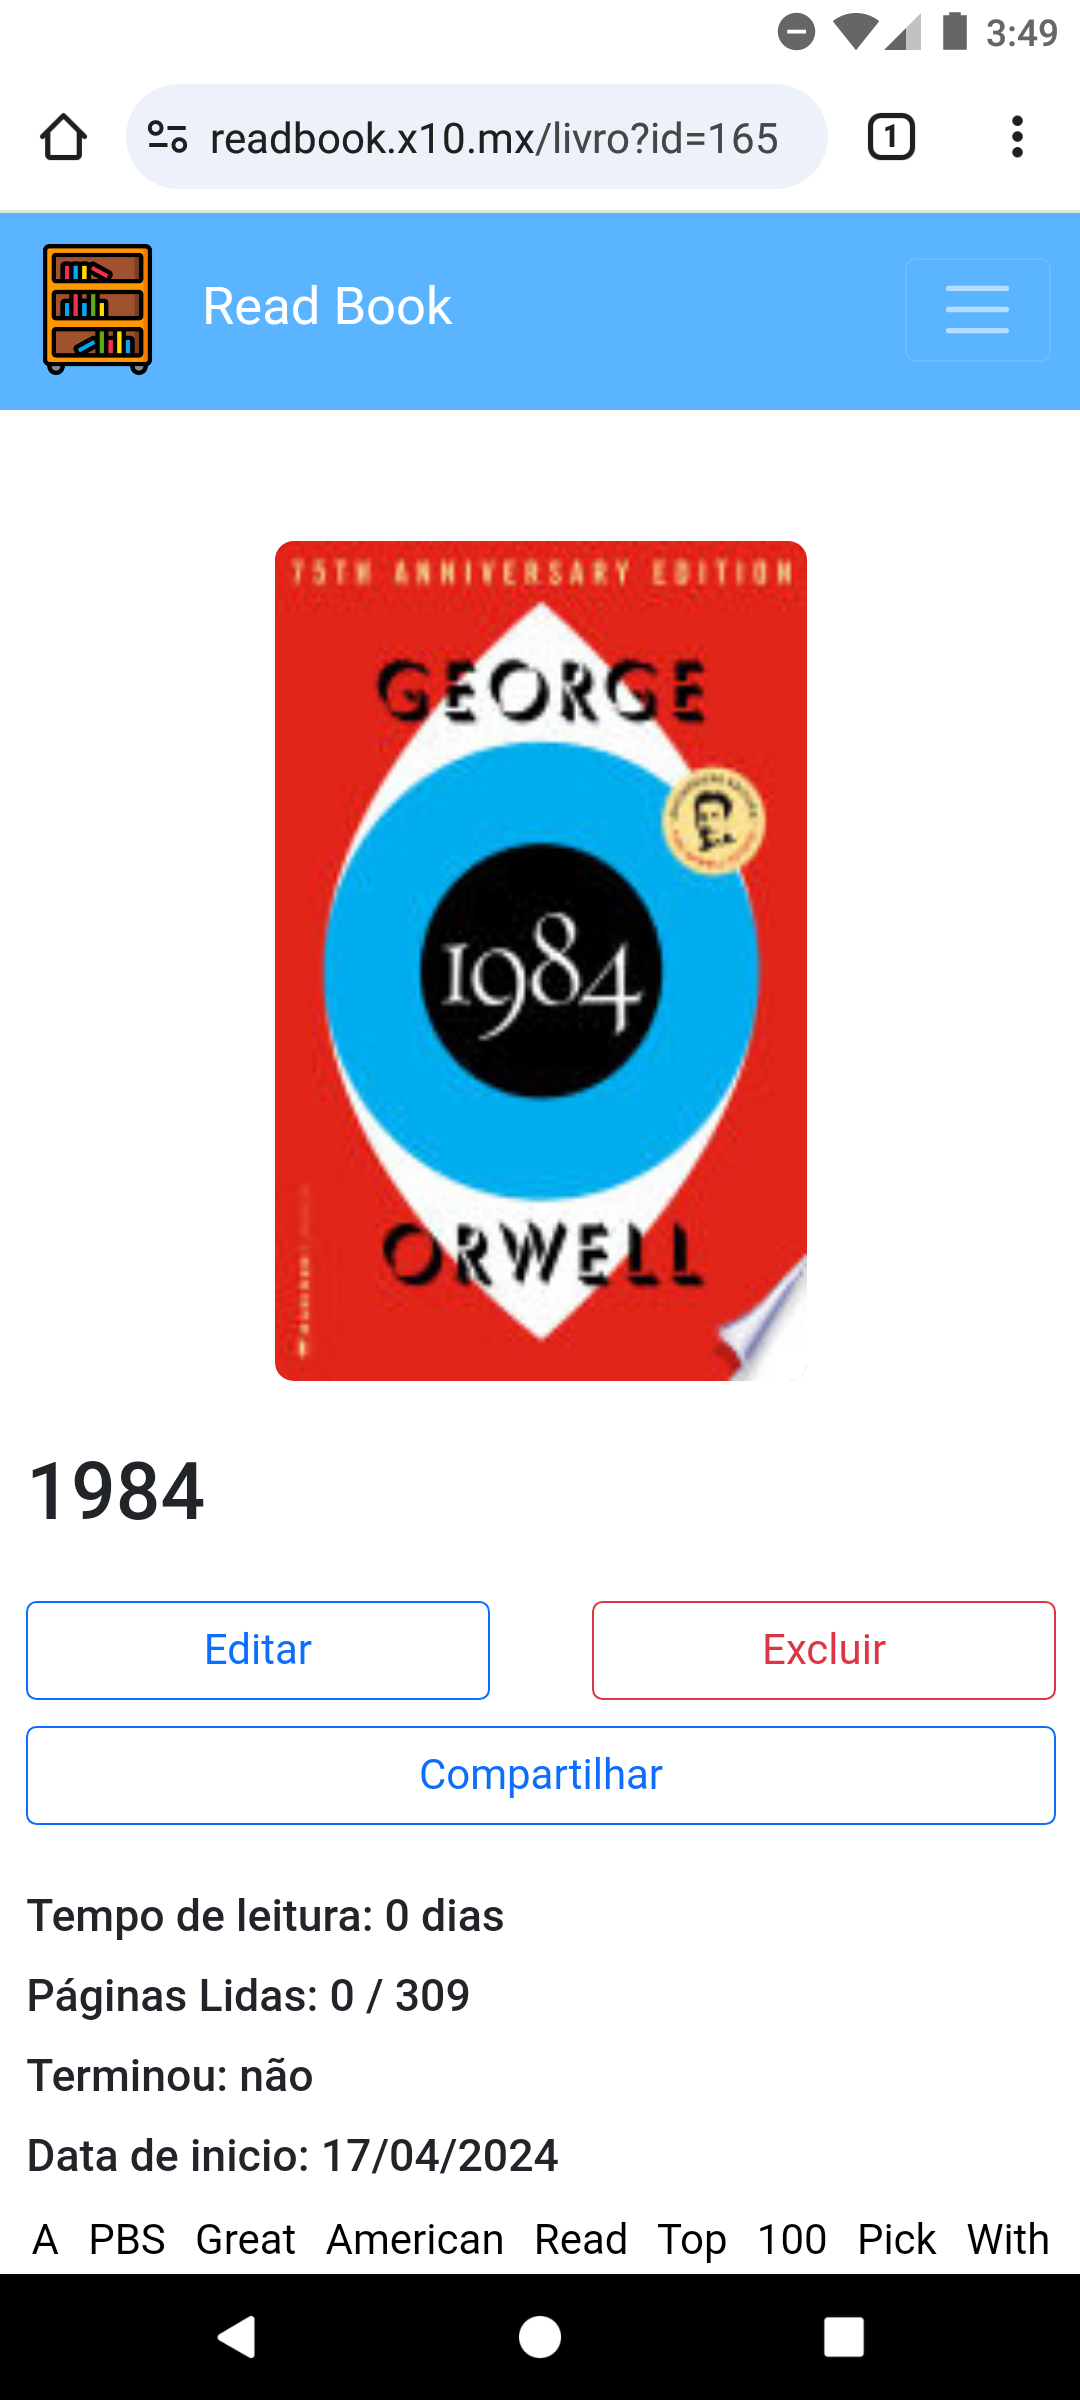 3:49
readbook.x10.mx/livro?id=165
1
Read Book
75TH ANNIVERSARY EDITION
GEORGE
1984
ORWELL
1984
Editar
Excluir
Compartilhar
Tempo de leitura: 0 dias
Páginas Lidas: 0 / 309
Terminou: não
Data de inicio: 17/04/2024
A PBS Great American Read Top 100 Pick With